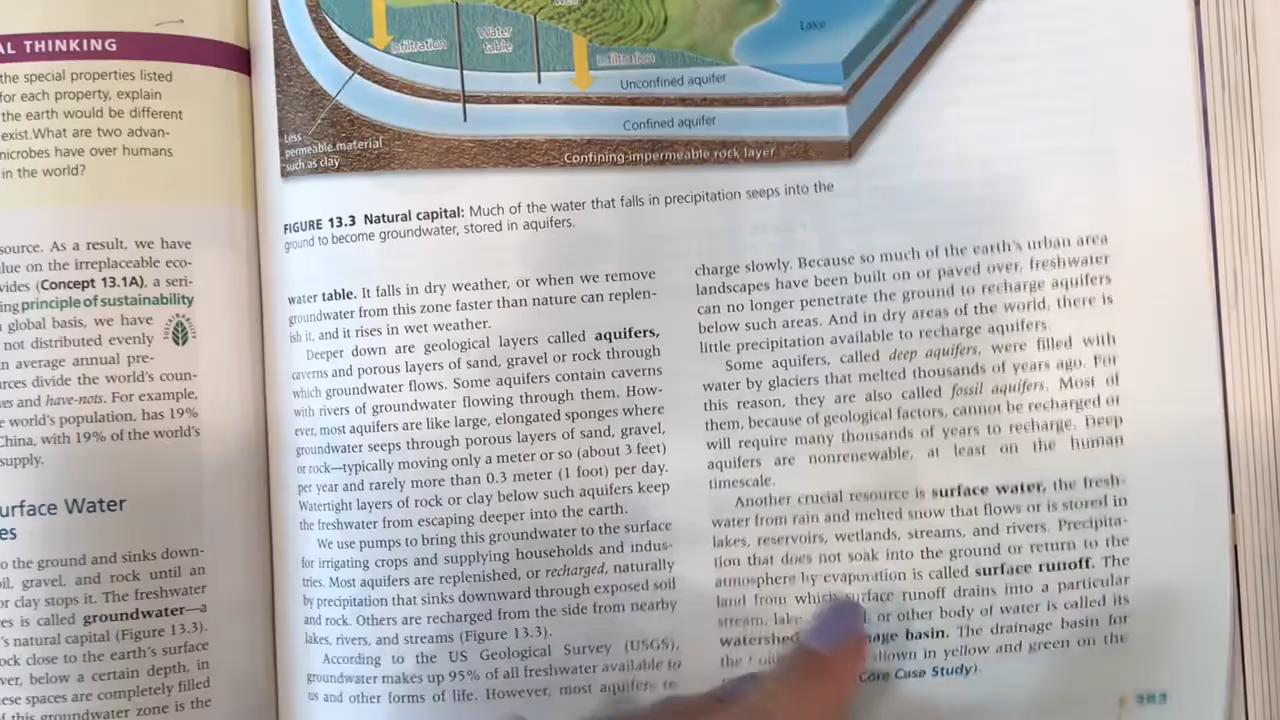 AL THINKING
the special properties listed
for each property, explain
the earth would be different
exist.What are two advan-
microbes have over humans
in the world?
source. As a result, we have
lue on the irreplaceable eco-
vides (Concept 13.1A), a seri-
ing principle of sustainability
global basis, we have
not distributed evenly
SUSTAINABILITY
n average annual pre-
urces divide the world's coun-
ves and have-nots. For example,
e world's population, has 19%
China, with 19% of the world's
supply.
urface Water
es
o the ground and sinks down-
oil, gravel, and rock until an
or clay stops it. The freshwater
es is called groundwater—a
's natural capital (Figure 13.3).
ock close to the earth's surface
ver, below a certain depth, in
ese spaces are completely filled
f this groundwater zone is the
Well
Lake
Infiltration
Water
table
Infiltration
Unconfined aquifer
Confined aquifer
Less
permeable material
such as clay
Confining impermeable rock layer
FIGURE 13.3 Natural capital: Much of the water that falls in precipitation seeps into the
ground to become groundwater, stored in aquifers.
water table. It falls in dry weather, or when we remove
groundwater from this zone faster than nature can replen-
ish it, and it rises in wet weather.
Deeper down are geological layers called aquifers,
caverns and porous layers of sand, gravel or rock through
which groundwater flows. Some aquifers contain caverns
with rivers of groundwater flowing through them. How-
ever, most aquifers are like large, elongated sponges where
groundwater seeps through porous layers of sand, gravel,
or rock—typically moving only a meter or so (about 3 feet)
per year and rarely more than 0.3 meter (1 foot) per day.
Watertight layers of rock or clay below such aquifers keep
the freshwater from escaping deeper into the earth.
We use pumps to bring this groundwater to the surface
for irrigating crops and supplying households and indus-
tries. Most aquifers are replenished, or recharged, naturally
by precipitation that sinks downward through exposed soil
and rock. Others are recharged from the side from nearby
lakes, rivers, and streams (Figure 13.3).
According to the US Geological Survey (USGS),
groundwater makes up 95% of all freshwater available to
us and other forms of life. However, most aquifers re-
charge slowly. Because so much of the earth's urban area
landscapes have been built on or paved over, freshwater
can no longer penetrate the ground to recharge aquifers
below such areas. And in dry areas of the world, there is
little precipitation available to recharge aquifers.
Some aquifers, called deep aquifers, were filled with
water by glaciers that melted thousands of years ago. For
this reason, they are also called fossil aquifers. Most of
them, because of geological factors, cannot be recharged or
will require many thousands of years to recharge. Deep
aquifers are nonrenewable, at least on the human
timescale.
Another crucial resource is surface water, the fresh-
water from rain and melted snow that flows or is stored in
lakes, reservoirs, wetlands, streams, and rivers. Precipita-
tion that does not soak into the ground or return to the
atmosphere by evaporation is called surface runoff. The
land from which surface runoff drains into a particular
stream, lake or other body of water is called its
watershed nage basin. The drainage basin for
the shown in yellow and green on the
Core Case Study).